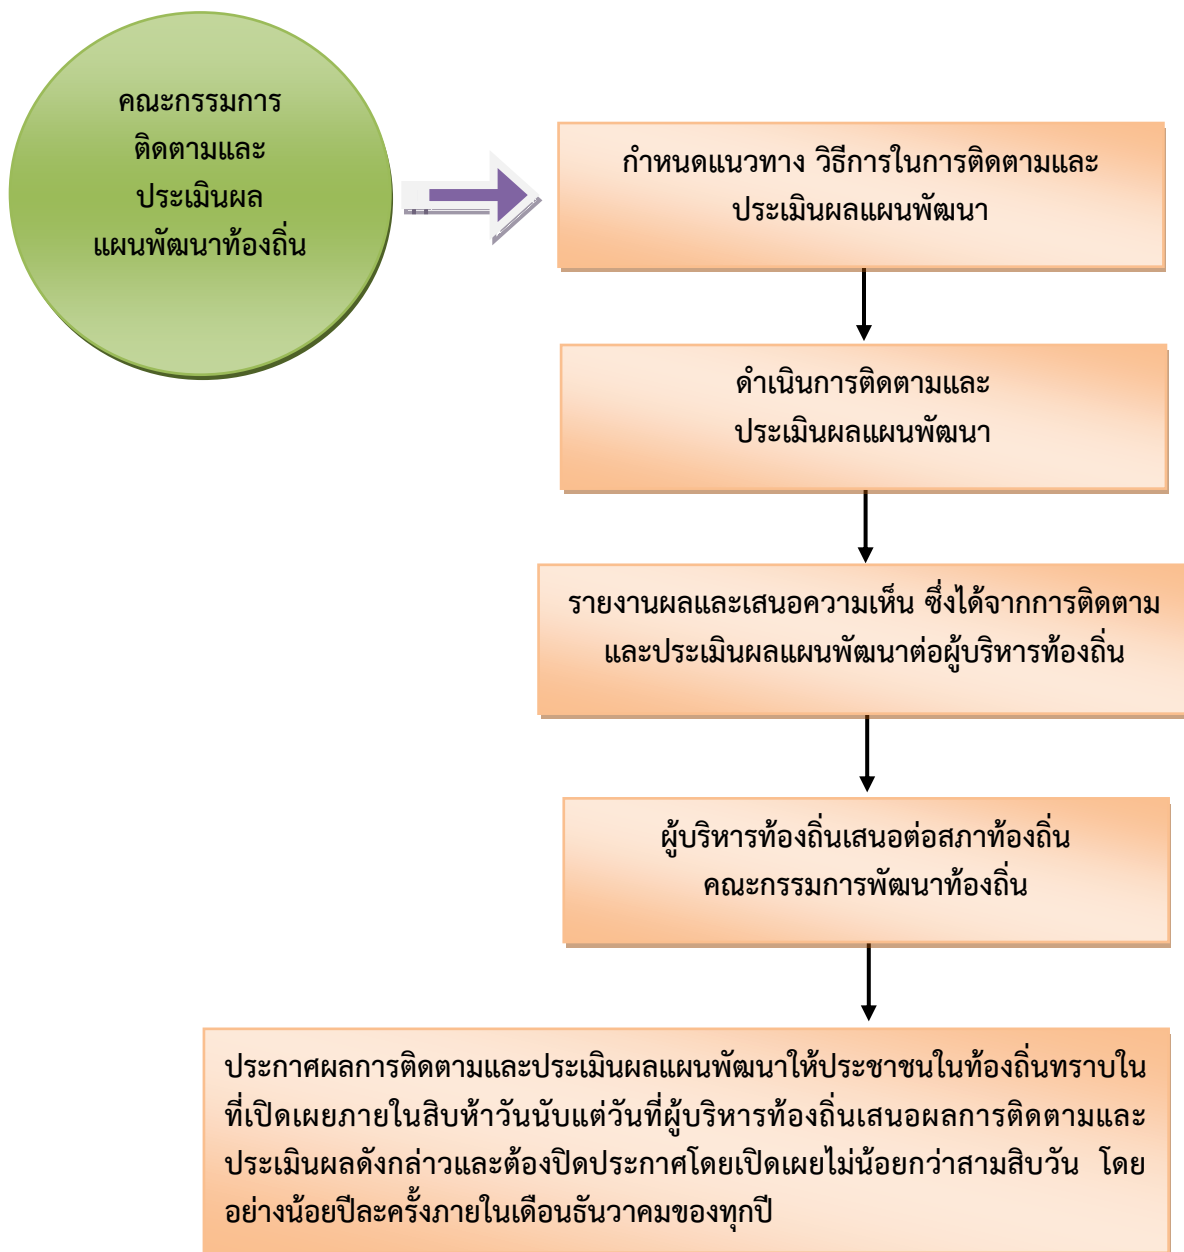 คณะกรรมการ
ติดตามและ
ประเมินผล
แผนพัฒนาท้องถิ่น
กำหนดแนวทาง วิธีการในการติดตามและ
ประเมินผลแผนพัฒนา
ดำเนินการติดตามและ
ประเมินผลแผนพัฒนา
รายงานผลและเสนอความเห็น ซึ่งได้จากการติดตาม
และประเมินผลแผนพัฒนาต่อผู้บริหารท้องถิ่น
ผู้บริหารท้องถิ่นเสนอต่อสภาท้องถิ่น
คณะกรรมการพัฒนาท้องถิ่น
ประกาศผลการติดตามและประเมินผลแผนพัฒนาให้ประชาชนในท้องถิ่นทราบใน
ที่เปิดเผยภายในสิบห้าวันนับแต่วันที่ผู้บริหารท้องถิ่นเสนอผลการติดตามและ
ประเมินผลดังกล่าวและต้องปิดประกาศโดยเปิดเผยไม่น้อยกว่าสามสิบวัน โดย
อย่างน้อยปีละครั้งภายในเดือนธันวาคมของทุกปี